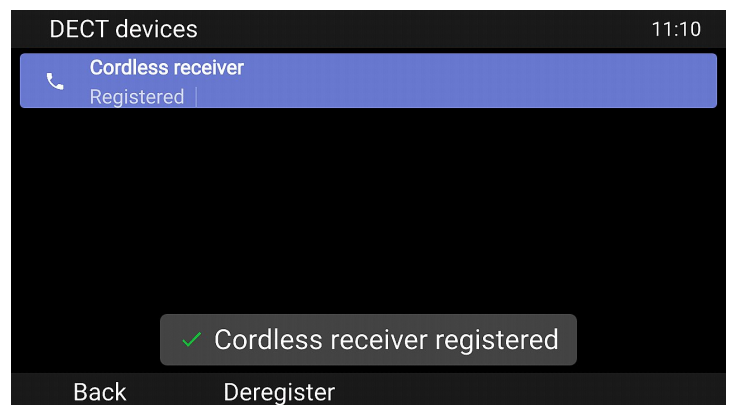 DECT devices 11:10
Cordless receiver
Registered
Cordless receiver registered
Back Deregister